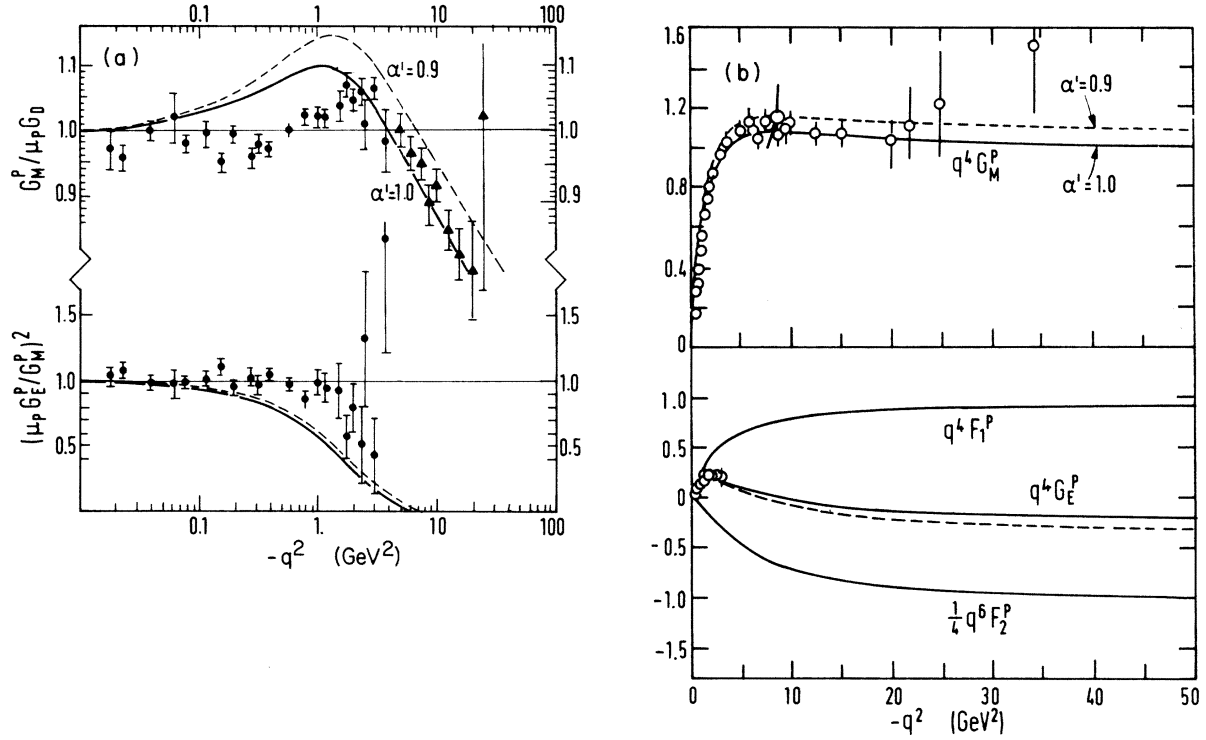 0.1 1 10 100
(a)
1.1 1.1
α'=0.9
1.0 1.0
0.9 0.9
α'=1.0
G_M^P/μ_P G_D
1.5 1.5
1.0 1.0
0.5 0.5
(μ_P G_E^P/G_M^P)^2
0.1 1. 10 100
-q^2 (GeV^2)
1.6
(b)
1.2
α'=0.9
q^4 G_M^P
0.8
α'=1.0
0.4
0
1.0
q^4 F_1^P
0.5
q^4 G_E^P
0
-0.5
-1.0
1/4 q^6 F_2^P
-1.5
0 10 20 30 40 50
-q^2 (GeV^2)